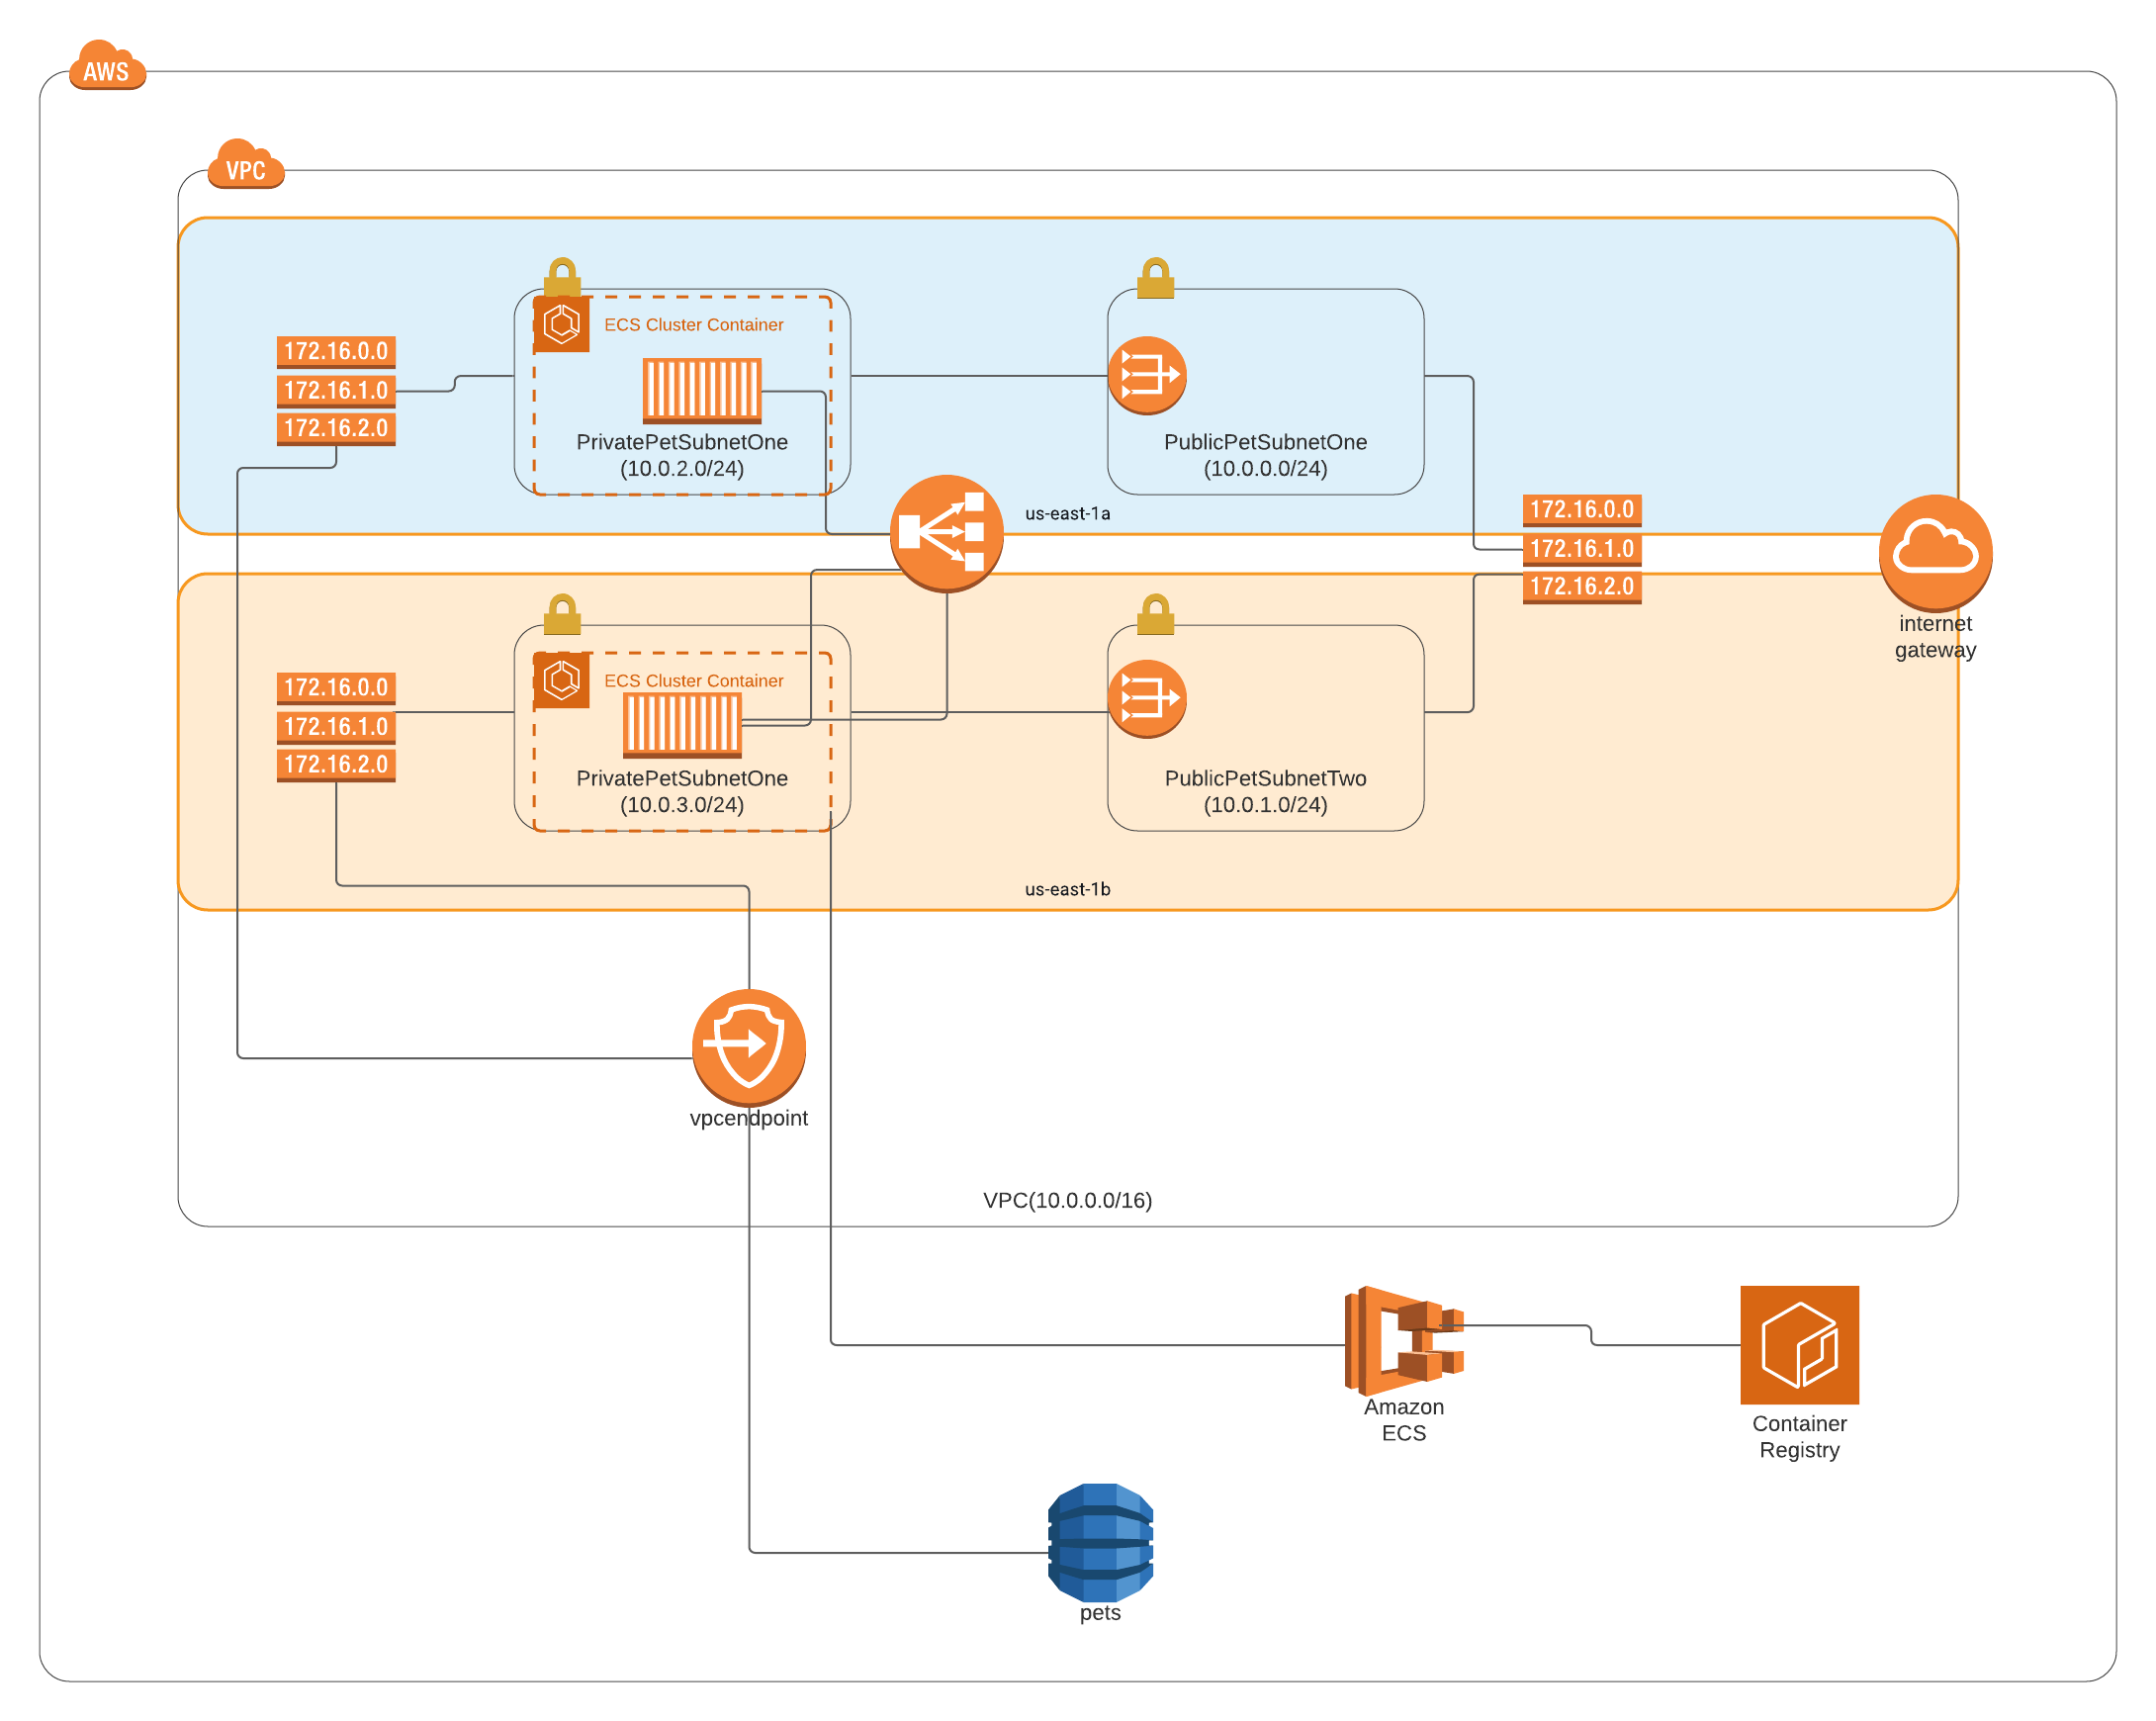 AWS
VPC
ECS Cluster Container
172.16.0.0
172.16.1.0
172.16.2.0
PrivatePetSubnetOne
(10.0.2.0/24)
PublicPetSubnetOne
(10.0.0.0/24)
us-east-1a
172.16.0.0
172.16.1.0
172.16.2.0
internet
gateway
ECS Cluster Container
172.16.0.0
172.16.1.0
172.16.2.0
PrivatePetSubnetOne
(10.0.3.0/24)
PublicPetSubnetTwo
(10.0.1.0/24)
us-east-1b
vpcendpoint
VPC(10.0.0.0/16)
Amazon
ECS
Container
Registry
pets